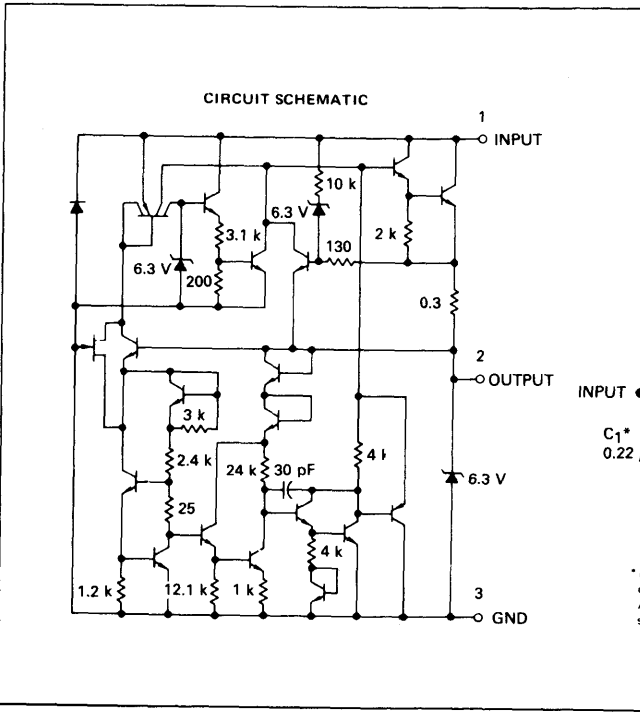 CIRCUIT SCHEMATIC
1
INPUT
10 k
6.3 V
3.1 k
2 k
6.3 V
130
200
0.3
2
OUTPUT
INPUT
3 k
C1*
0.22
2.4 k
24 k
30 pF
4 k
6.3 V
25
4 k
1.2 k
12.1 k
1 k
3
GND